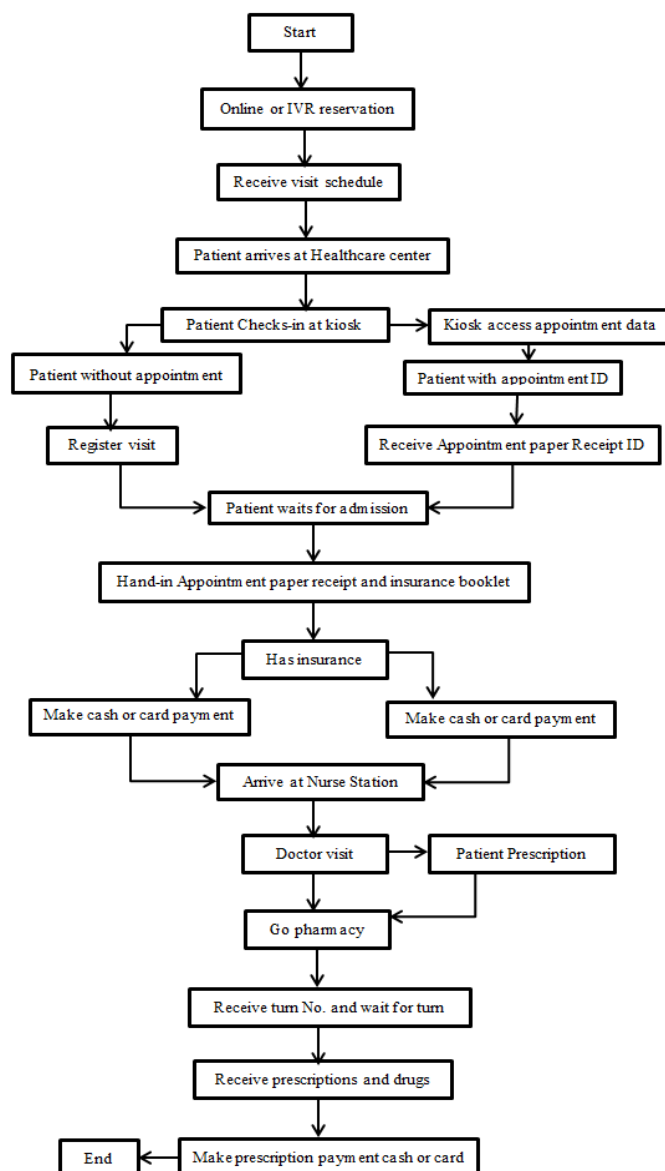 Start
Online or IVR reservation
Receive visit schedule
Patient arrives at Healthcare center
Patient Checks-in at kiosk
Kiosk access appointment data
Patient without appointment
Patient with appointment ID
Register visit
Receive Appointment paper Receipt ID
Patient waits for admission
Hand-in Appointment paper receipt and insurance booklet
Has insurance
Make cash or card payment
Make cash or card payment
Arrive at Nurse Station
Doctor visit
Patient Prescription
Go pharmacy
Receive turn No. and wait for turn
Receive prescriptions and drugs
End
Make prescription payment cash or card